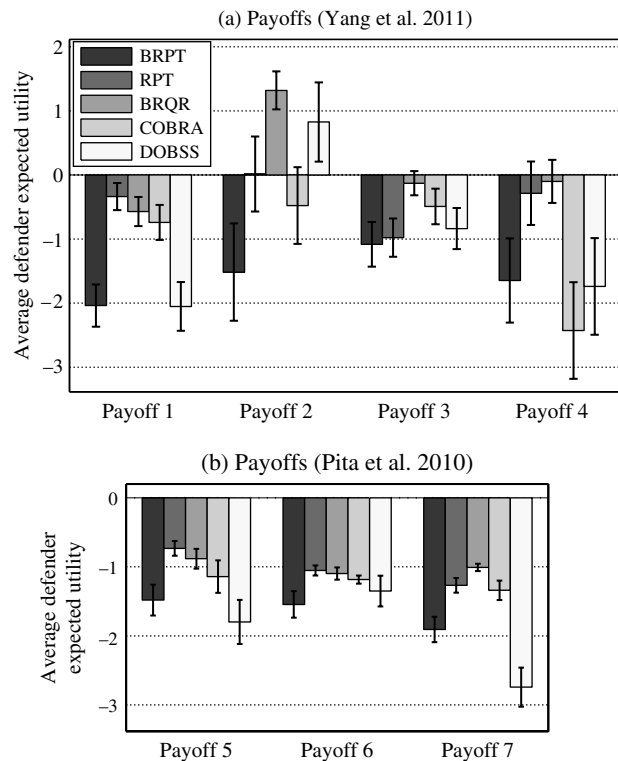 (a) Payoffs (Yang et al. 2011)
Average defender expected utility
2
1
0
−1
−2
−3
BRPT
RPT
BRQR
COBRA
DOBSS
Payoff 1
Payoff 2
Payoff 3
Payoff 4
(b) Payoffs (Pita et al. 2010)
Average defender
expected utility
0
−1
−2
−3
Payoff 5
Payoff 6
Payoff 7